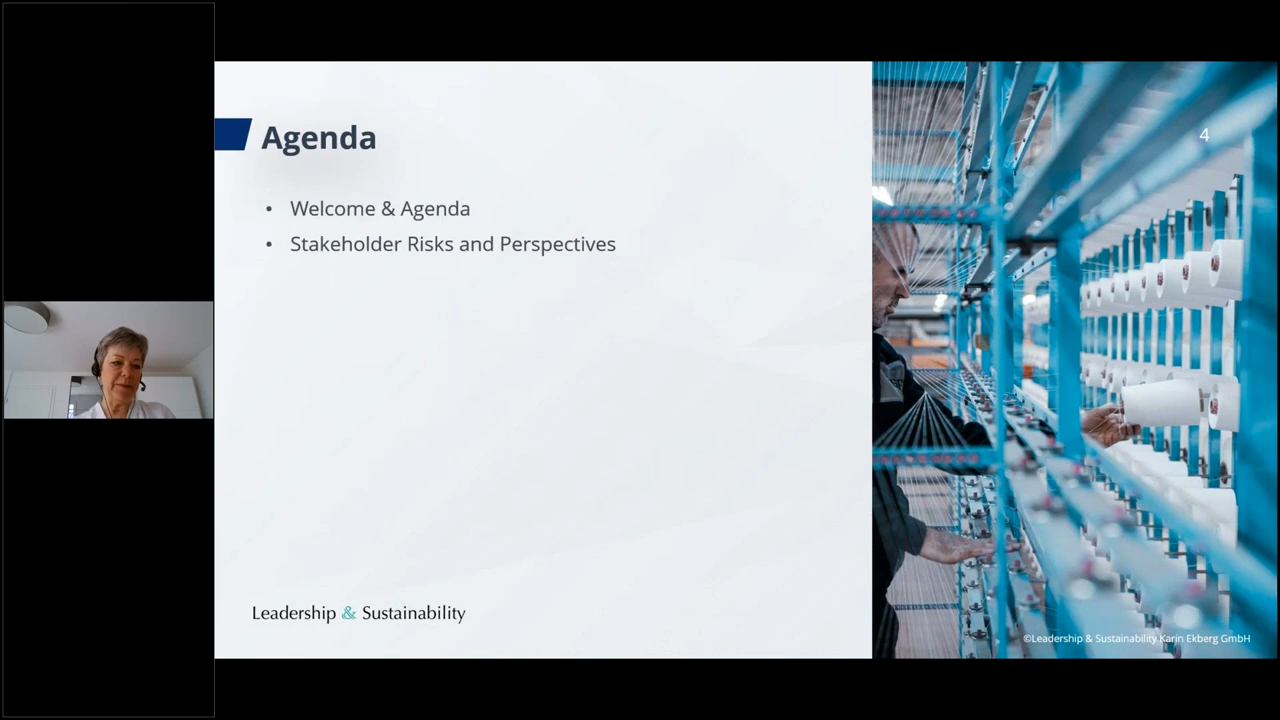 Agenda
4
• Welcome & Agenda
• Stakeholder Risks and Perspectives
Leadership & Sustainability
©Leadership & Sustainability Karin Ekberg GmbH